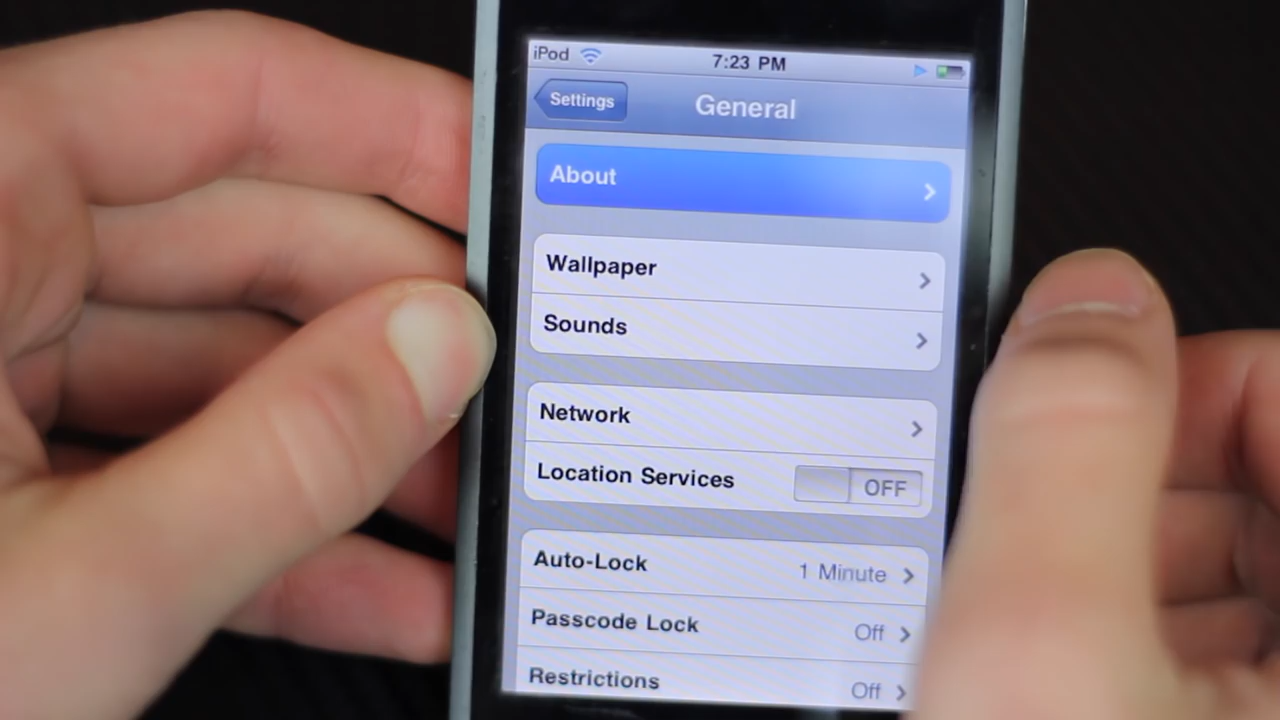 iPod 7:23 PM
Settings General
About
Wallpaper
Sounds
Network
Location Services OFF
Auto-Lock 1 Minute
Passcode Lock Off
Restrictions Off